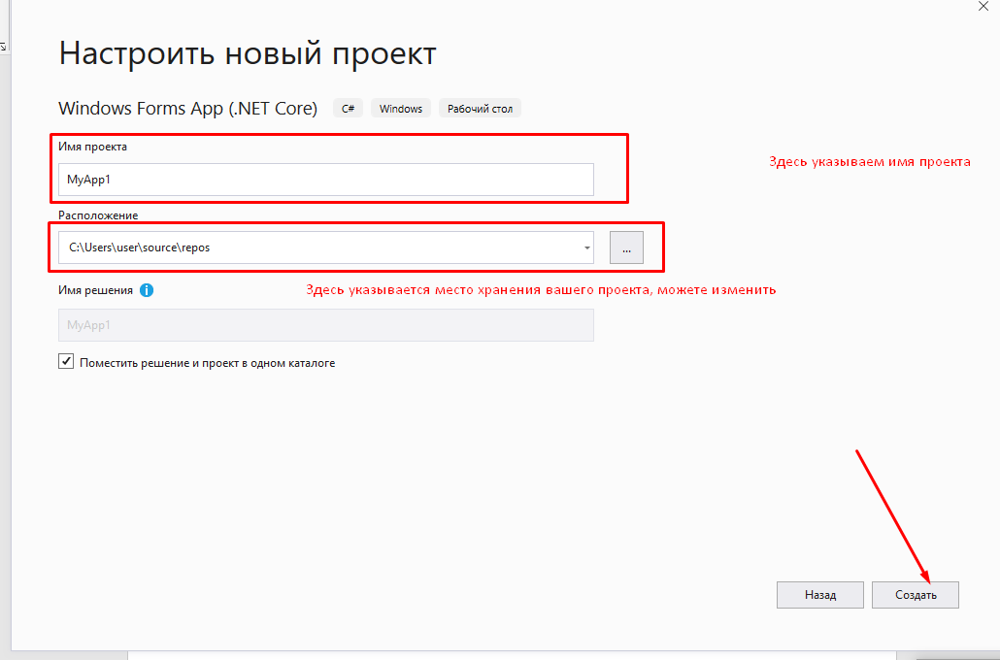 Настроить новый проект
Windows Forms App (.NET Core) C# Windows Рабочий стол
Имя проекта
Здесь указываем имя проекта
MyApp1
Расположение
C:\Users\user\source\repos
...
Имя решения
Здесь указывается место хранения вашего проекта, можете изменить
MyApp1
Поместить решение и проект в одном каталоге
Назад Создать